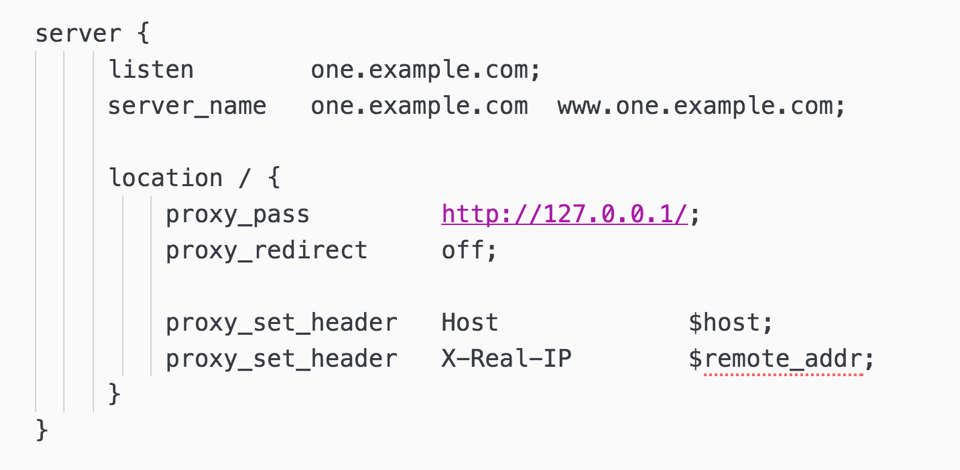 server {
listen one.example.com;
server_name one.example.com www.one.example.com;
location / {
proxy_pass http://127.0.0.1/;
proxy_redirect off;
proxy_set_header Host $host;
proxy_set_header X-Real-IP $remote_addr;
}
}